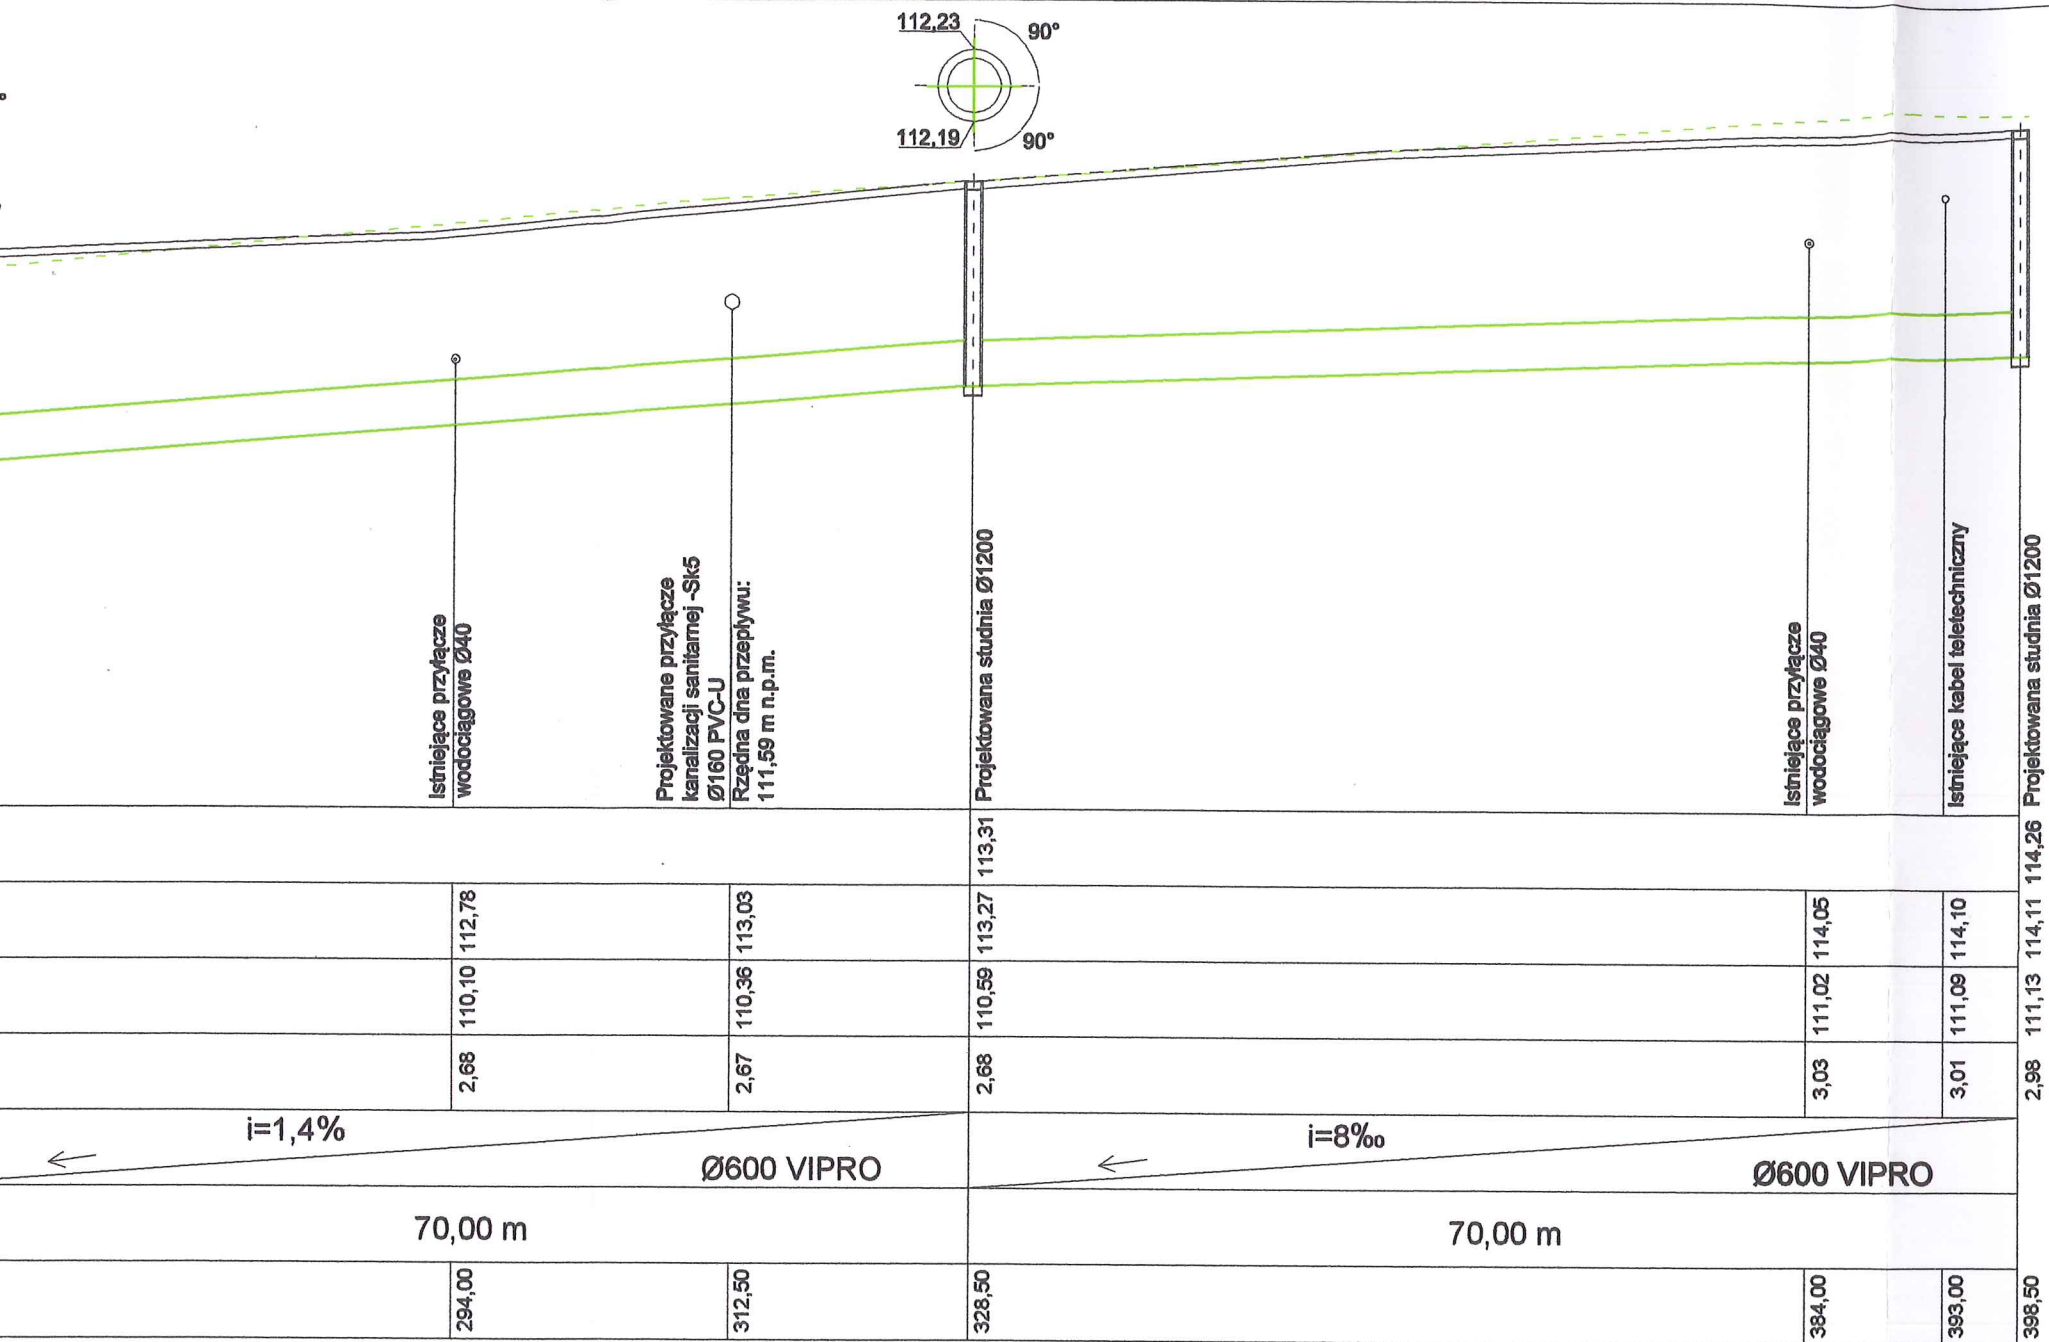 112,23
90°
112,19
90°
Istniejące przyłącze
wodociągowe Ø40
Projektowane przyłącze
kanalizacji sanitarnej -Sk5
Ø160 PVC-U
Rzędna dna przepływu:
111,59 m n.p.m.
Projektowana studnia Ø1200
Istniejące przyłącze
wodociągowe Ø40
Istniejące kabel teletechniczny
Projektowana studnia Ø1200
113,31
114,26
112,78
113,03
113,27
114,05
114,10
114,11
110,10
110,36
110,59
111,02
111,09
111,13
2,68
2,67
2,68
3,03
3,01
2,98
i=1,4%
Ø600 VIPRO
i=8‰
Ø600 VIPRO
70,00 m
70,00 m
294,00
312,50
328,50
384,00
393,00
398,50